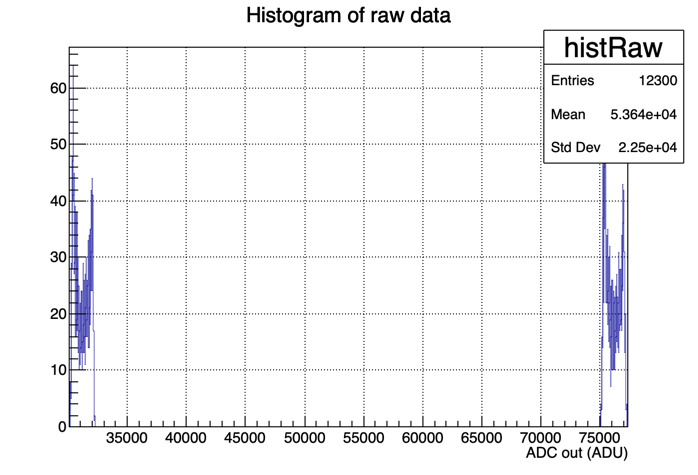 Histogram of raw data
histRaw
Entries 12300
Mean 5.364e+04
Std Dev 2.25e+04
60
50
40
30
20
10
0
35000 40000 45000 50000 55000 60000 65000 70000 75000
ADC out (ADU)